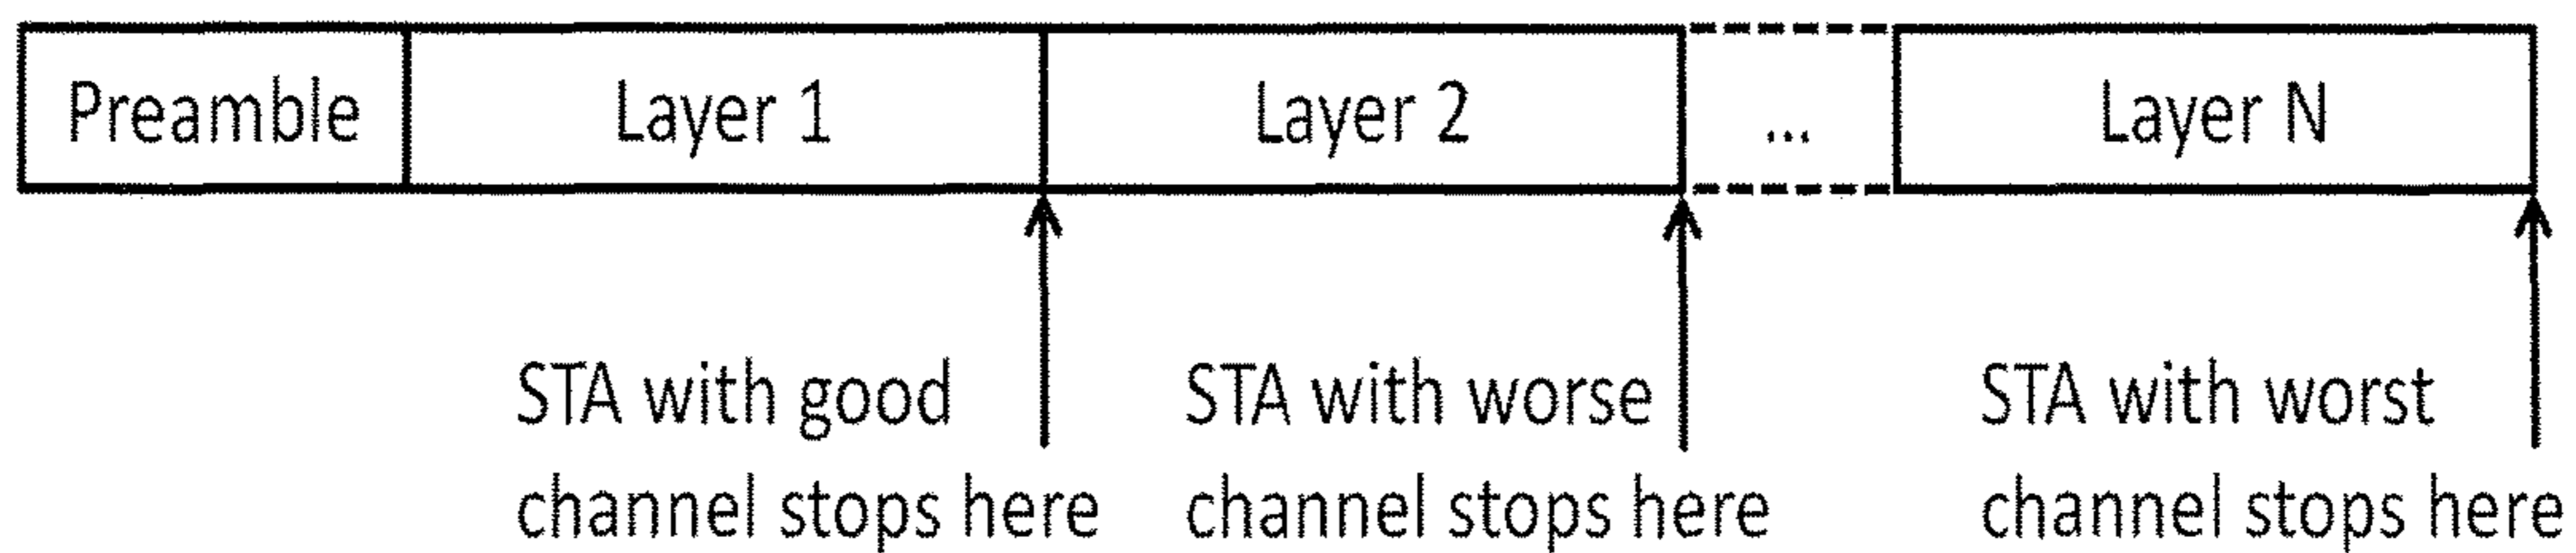 Preamble Layer 1 Layer 2 ... Layer N
STA with good STA with worse STA with worst
channel stops here channel stops here channel stops here